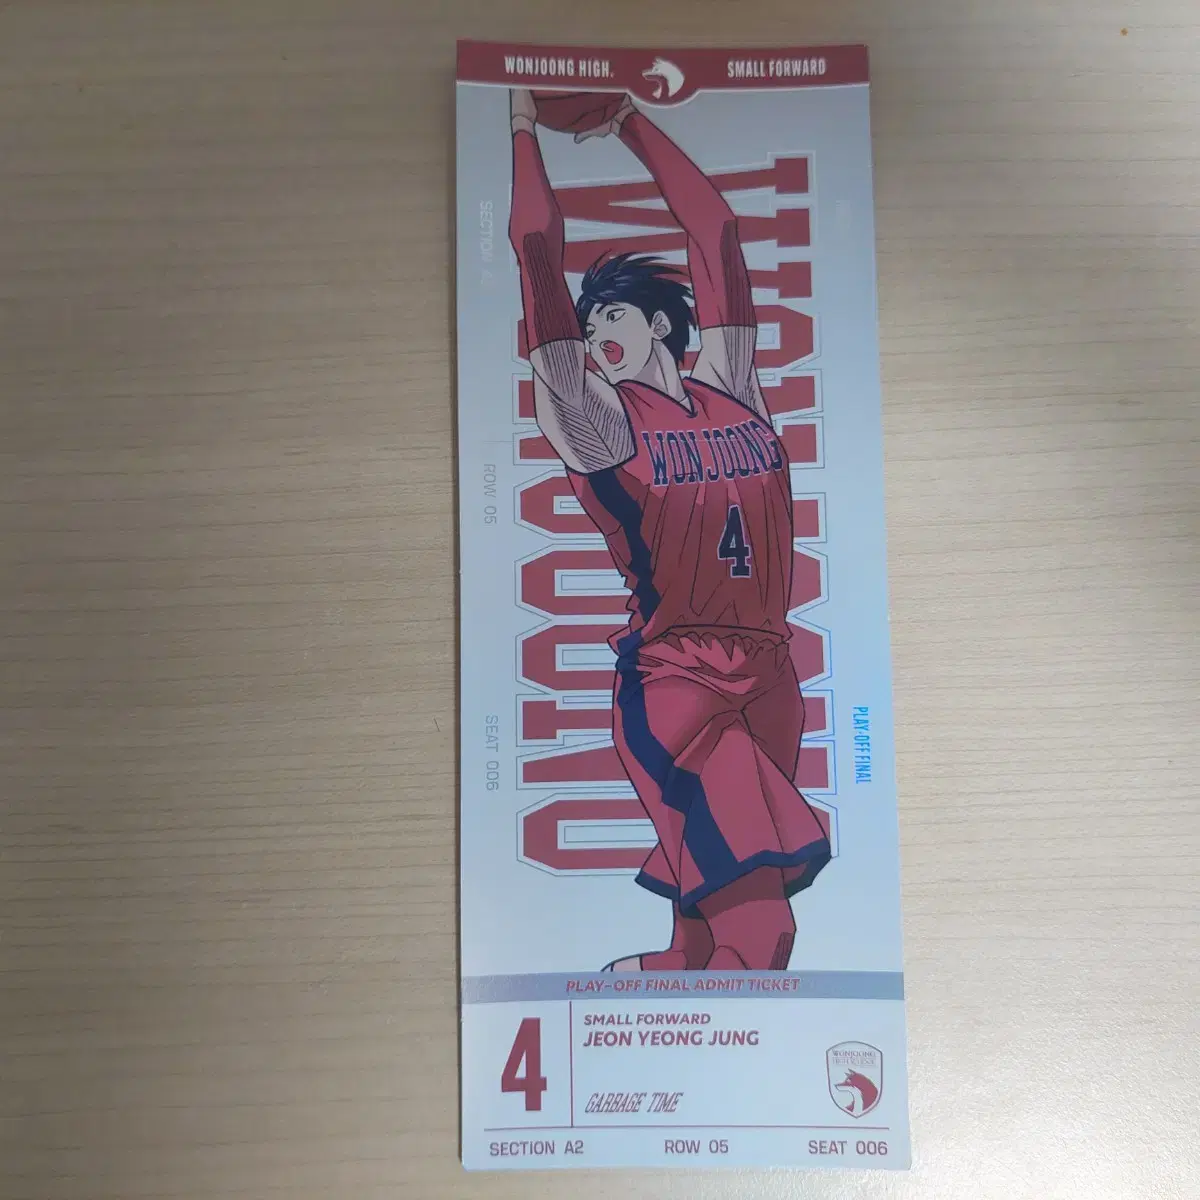 WONJOONG HIGH.
SMALL FORWARD
WONJOONG
SECTION A2
ROW 05
SEAT 006
PLAY-OFF FINAL
WONJOONG
4
PLAY-OFF FINAL ADMIT TICKET
4
SMALL FORWARD
JEON YEONG JUNG
GARBAGE TIME
WONJOONG
SECTION A2
ROW 05
SEAT 006